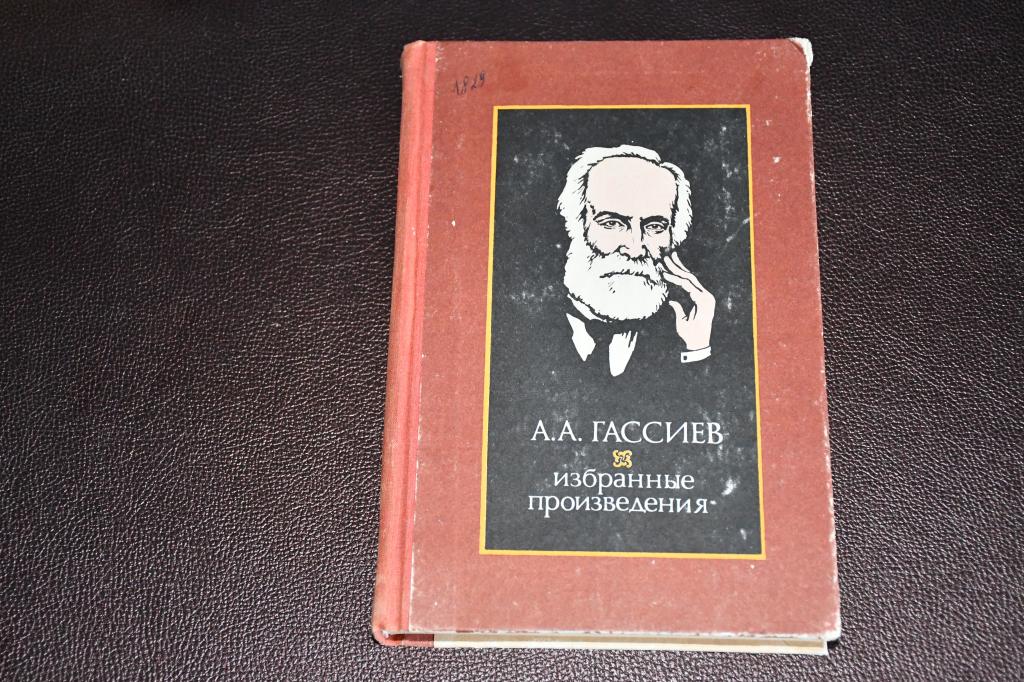 1829
А.А. ГАССИЕВ
избранные
произведения